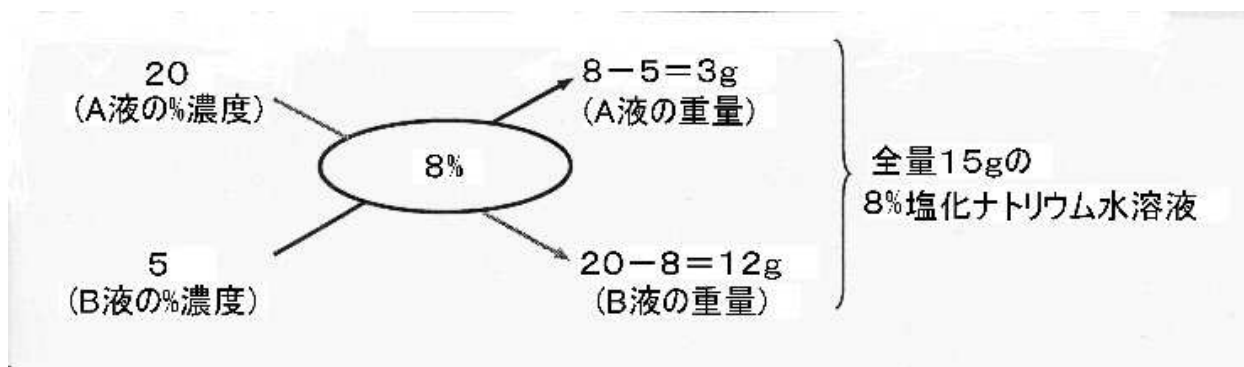 20
(A液の%濃度)
8-5=3g
(A液の重量)
8%
全量15gの
8%塩化ナトリウム水溶液
5
(B液の%濃度)
20-8=12g
(B液の重量)